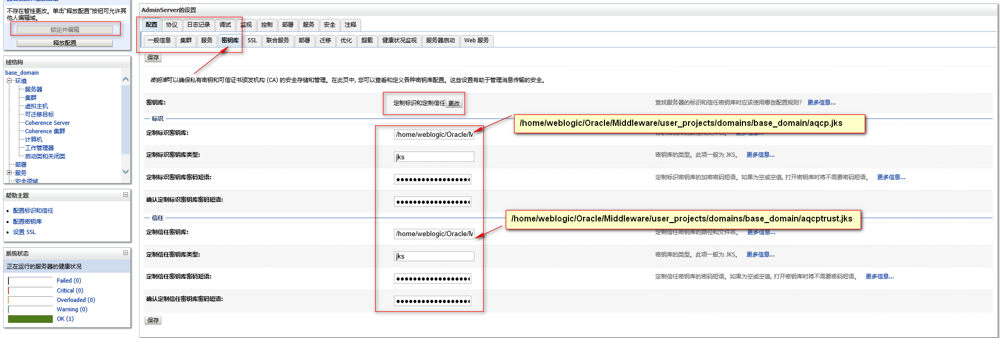 不存在暂挂更改。单击“释放配置”按钮可允许其
他人编辑域。
锁定并编辑
释放配置
域结构
base_domain
环境
服务器
集群
虚拟主机
可迁移目标
Coherence Server
Coherence 集群
计算机
工作管理器
启动类和关闭类
部署
服务
安全领域
帮助主题
配置标识和信任
配置密钥库
设置 SSL
系统状态
正在运行的服务器的健康状况
Failed (0)
Critical (0)
Overloaded (0)
Warning (0)
OK (1)
AdminServer的设置
配置 协议 日志记录 调试 监视 控制 部署 服务 安全 注释
一般信息 集群 服务 密钥库 SSL 联合服务 部署 迁移 优化 超载 健康状况监视 服务器启动 Web 服务
保存
密钥库可以确保私有密钥和可信证书颁发机构 (CA) 的安全存储和管理。在此页中, 您可以查看和定义各种密钥库配置。这些设置有助于管理消息传输的安全。
密钥库: 定制标识和定制信任 更改 查找服务器的标识和信任密钥库时应该使用哪些配置规则? 更多信息...
标识
/home/weblogic/Oracle/Middleware/user_projects/domains/base_domain/aqcp.jks
定制标识密钥库: /home/weblogic/Oracle/M
定制标识密钥库类型: jks 密钥库的类型。此项一般为 JKS。 更多信息...
定制标识密钥库密码短语: ●●●●●●●●●●●●●●●●●● 定制标识密钥库的加密密码短语。如果为空或空值, 打开密钥库时将不需要密码短语。 更多信息...
确认定制标识密钥库密码短语: ●●●●●●●●●●●●●●●●●●
信任
/home/weblogic/Oracle/Middleware/user_projects/domains/base_domain/aqcptrust.jks
定制信任密钥库: /home/weblogic/Oracle/M 定制信任密钥库的路径和文件名。 更多信息...
定制信任密钥库类型: jks 密钥库的类型。此项一般为 JKS。 更多信息...
定制信任密钥库密码短语: ●●●●●●●●●●●●●●●●●● 定制信任密钥库的密码短语。如果为空或空值, 打开密钥库时将不需要密码短语。 更多信息...
确认定制信任密钥库密码短语: ●●●●●●●●●●●●●●●●●●
保存